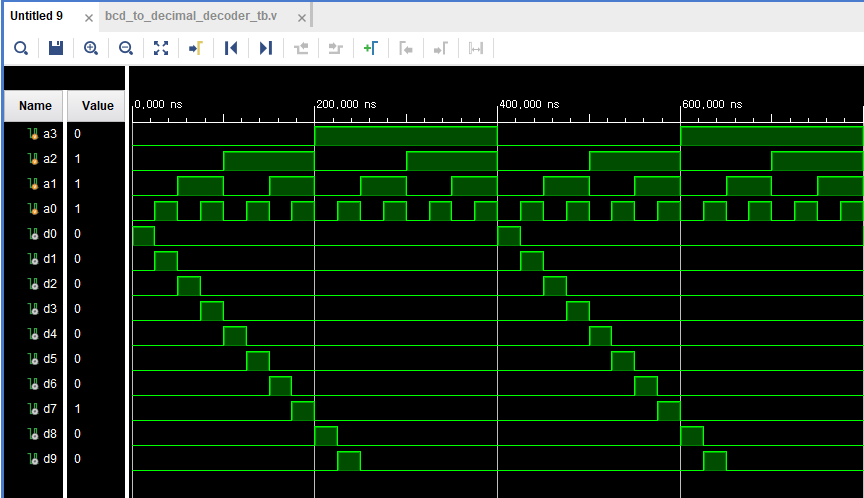 Untitled 9 × bcd_to_decimal_decoder_tb.v ×
Name Value
0,000 ns 200,000 ns 400,000 ns 600,000 ns
a3 0
a2 1
a1 1
a0 1
d0 0
d1 0
d2 0
d3 0
d4 0
d5 0
d6 0
d7 1
d8 0
d9 0